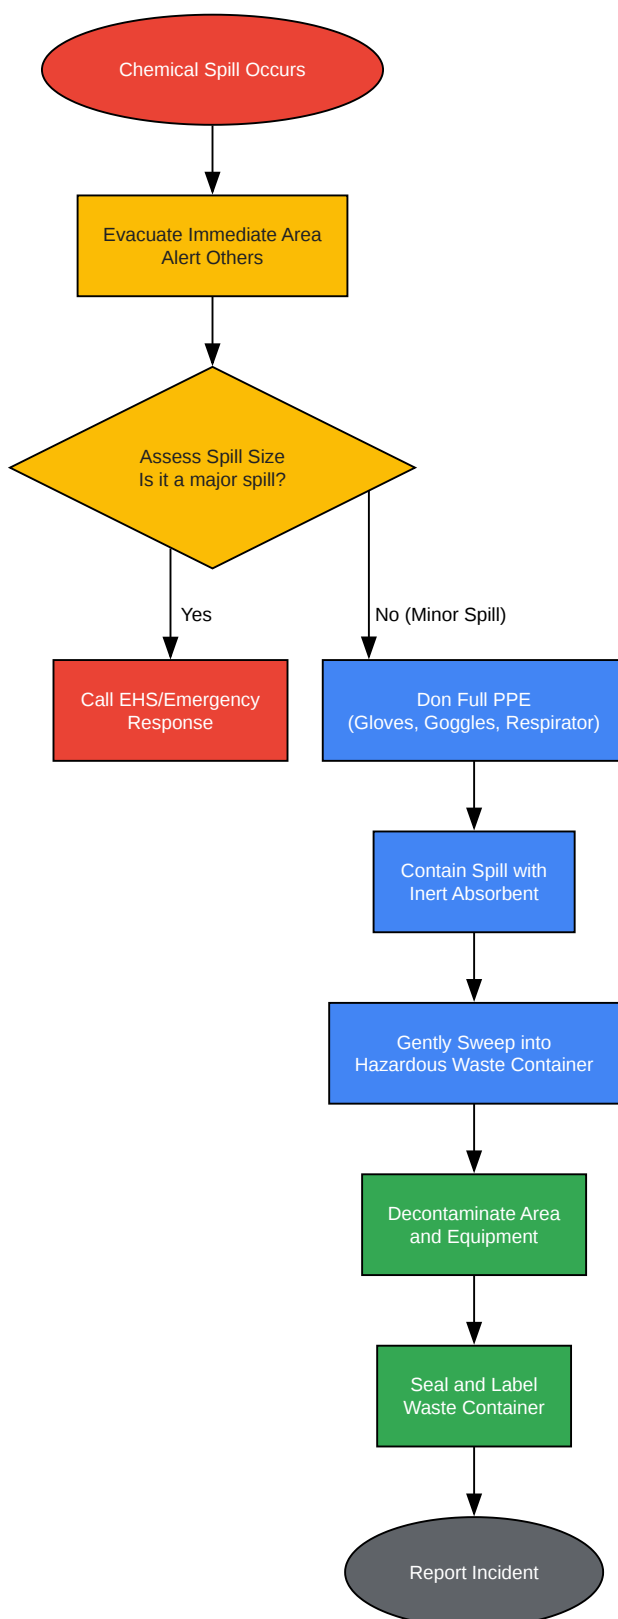 Chemical Spill Occurs
Evacuate Immediate Area
Alert Others
Assess Spill Size
Is it a major spill?
Yes
No (Minor Spill)
Call EHS/Emergency
Response
Don Full PPE
(Gloves, Goggles, Respirator)
Contain Spill with
Inert Absorbent
Gently Sweep into
Hazardous Waste Container
Decontaminate Area
and Equipment
Seal and Label
Waste Container
Report Incident